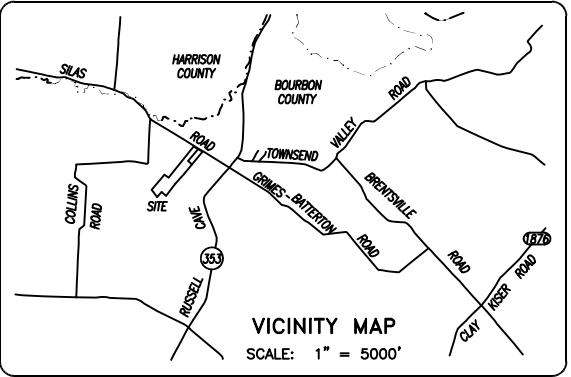 SILAS
HARRISON
COUNTY
BOURBON
COUNTY
ROAD
VALLEY
ROAD
TOWNSEND
GRIMES - BATTERTON
ROAD
BRENTSVILLE
ROAD
COLLINS
ROAD
SITE
CAVE
353
RUSSELL
1876
CLAY KISER ROAD
VICINITY MAP
SCALE: 1" = 5000'